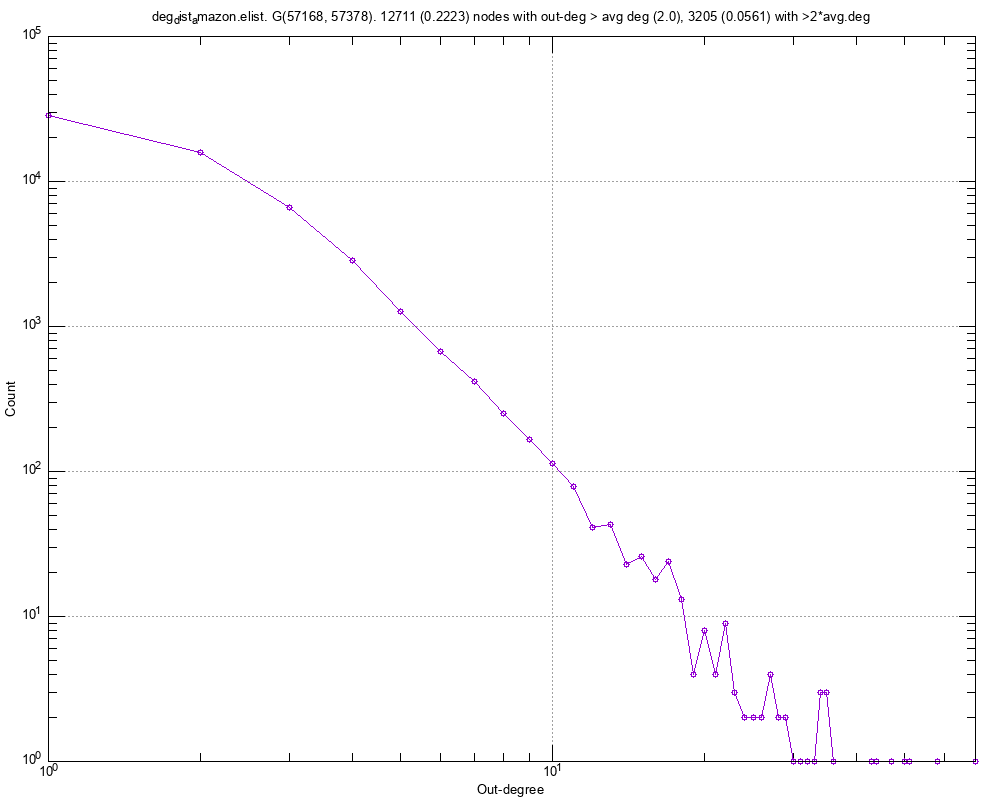 deg_dist_amazon.elist. G(57168, 57378). 12711 (0.2223) nodes with out-deg > avg deg (2.0), 3205 (0.0561) with >2*avg.deg
10^5
10^4
10^3
10^2
10^1
10^0
Count
10^0 10^1
Out-degree